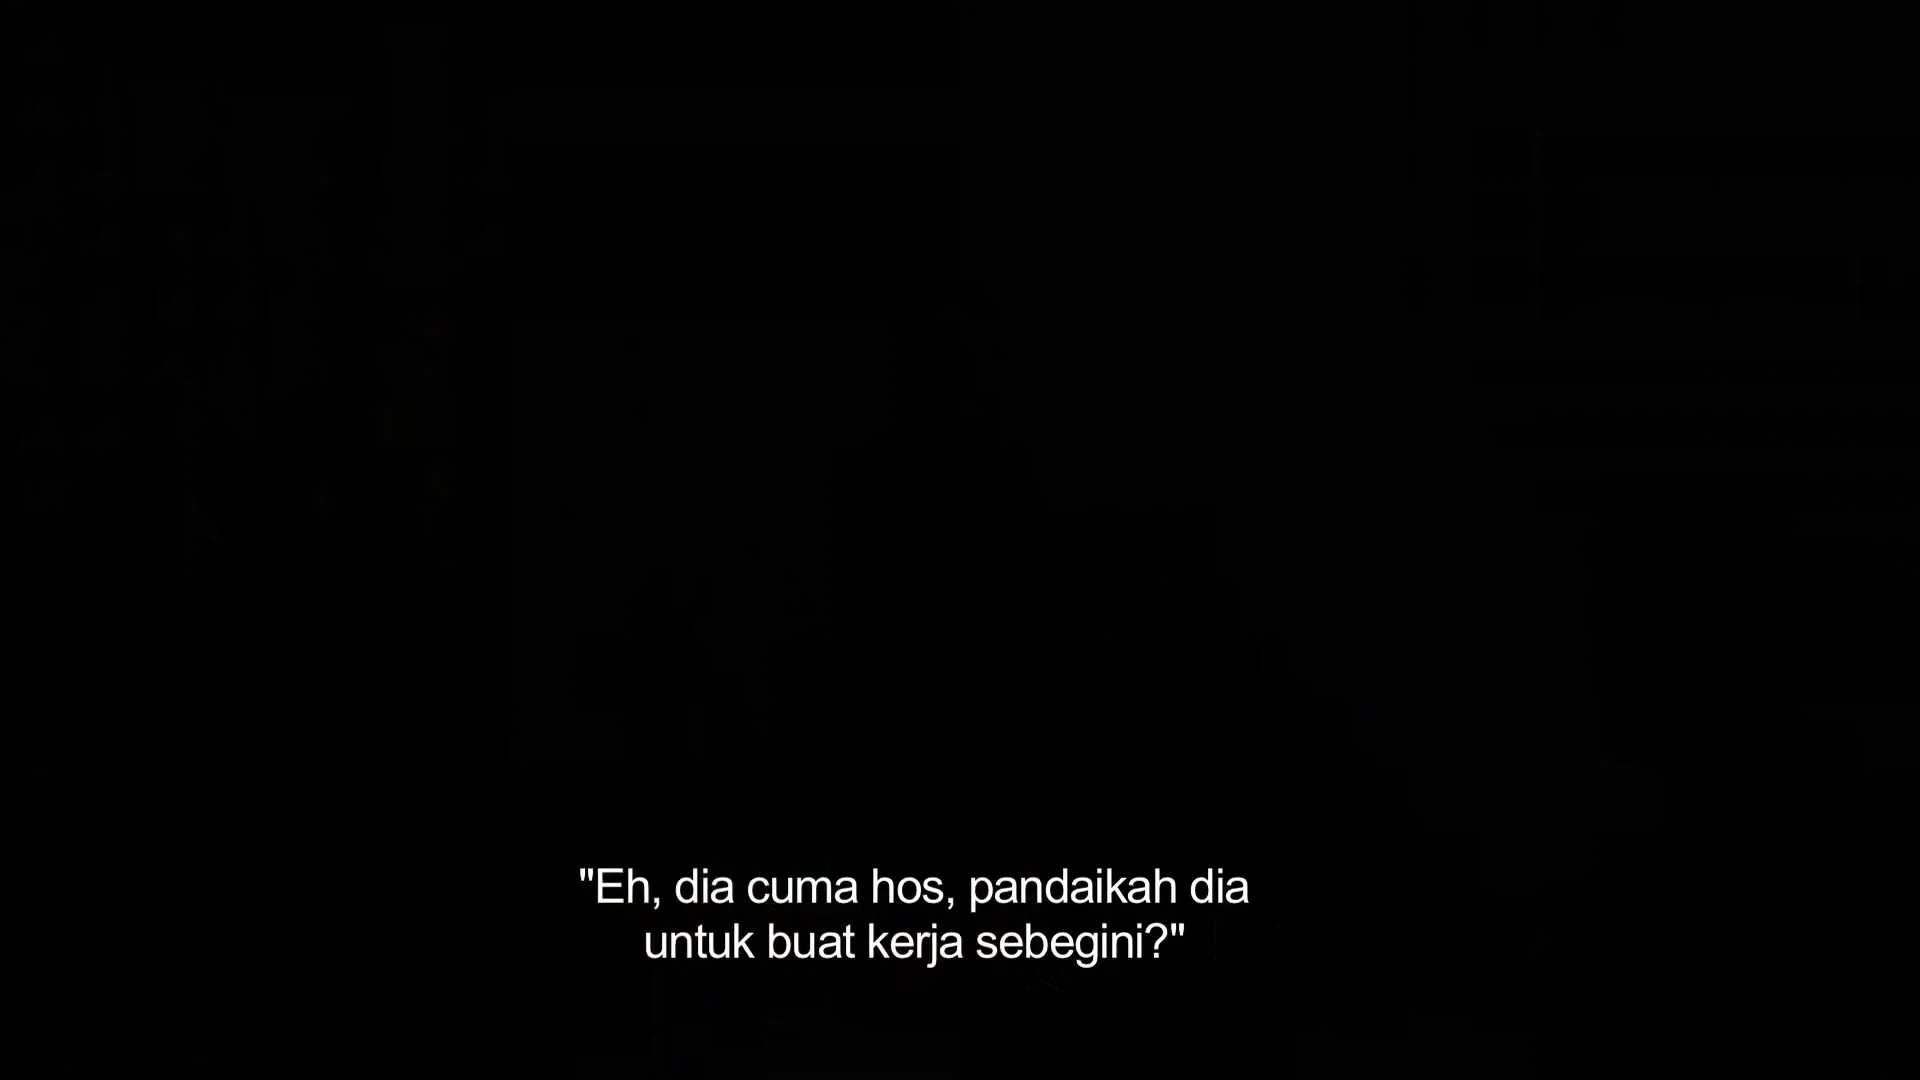 "Eh, dia cuma hos, pandaikah dia
untuk buat kerja sebegini?"